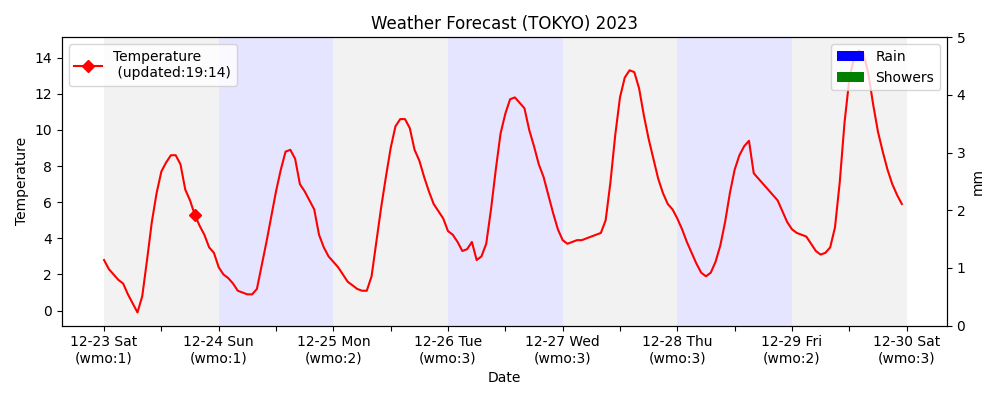 Weather Forecast (TOKYO) 2023
Temperature
(updated:19:14)
Rain
Showers
14
12
10
8
6
4
2
0
Temperature
5
4
3
2
1
0
mm
12-23 Sat
(wmo:1)
12-24 Sun
(wmo:1)
12-25 Mon
(wmo:2)
12-26 Tue
(wmo:3)
12-27 Wed
(wmo:3)
12-28 Thu
(wmo:3)
12-29 Fri
(wmo:2)
12-30 Sat
(wmo:3)
Date